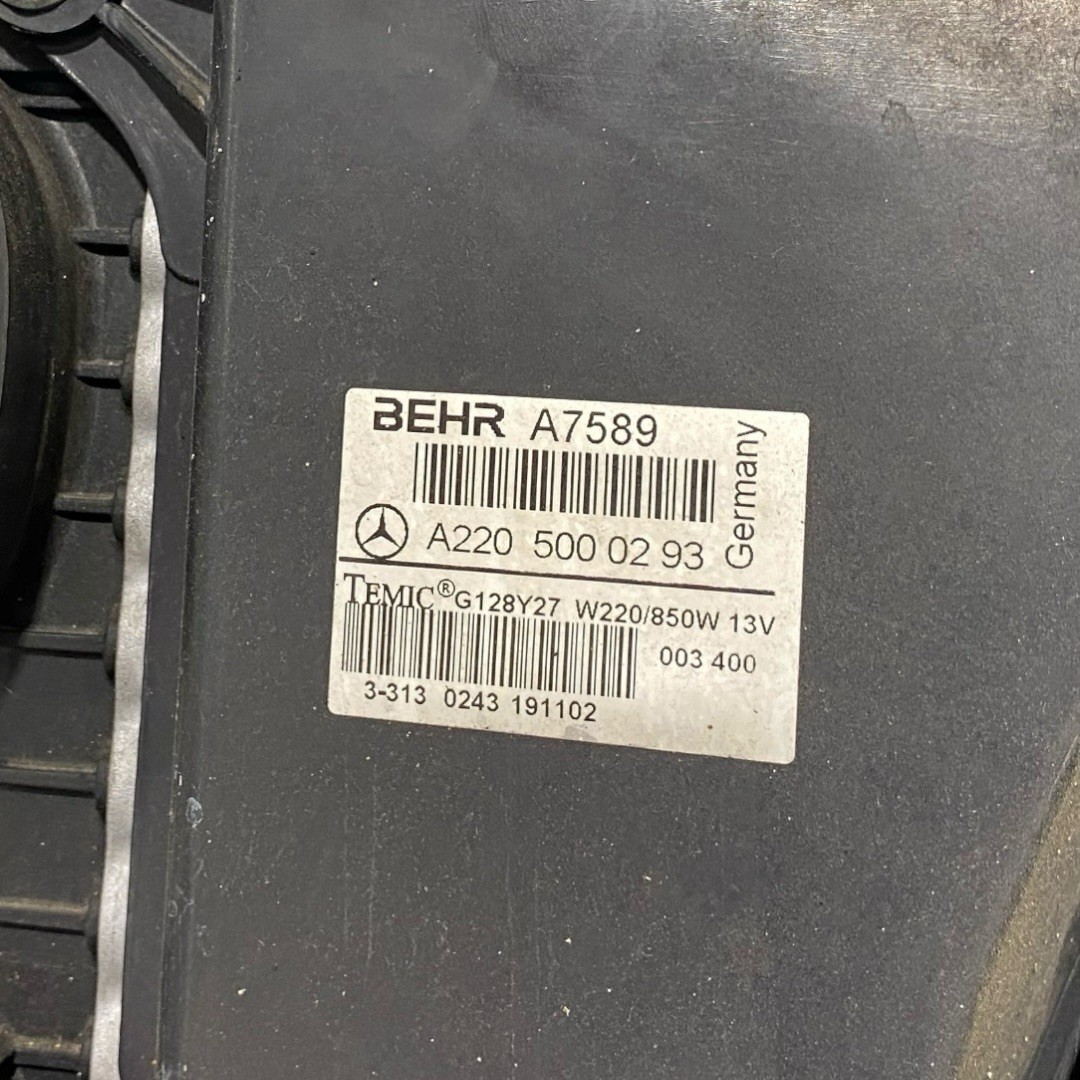 BEHR A7589
Germany
A220 500 02 93
TEMIC® G128Y27 W220/850W 13V
003 400
3-313 0243 191102